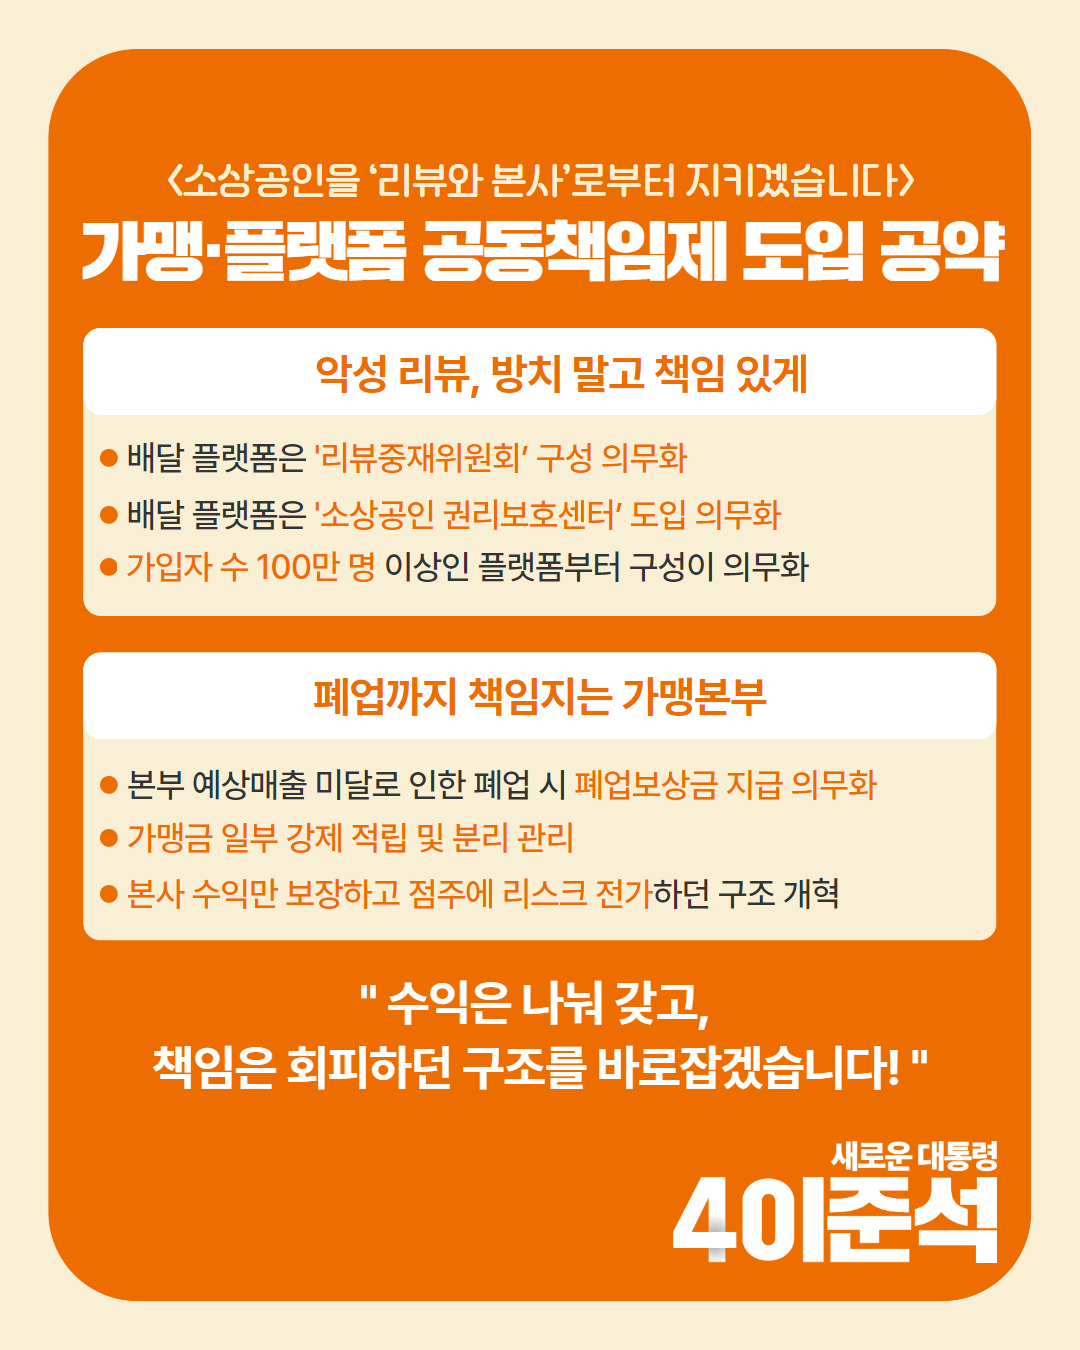 <소상공인을 ‘리뷰와 본사’로부터 지키겠습니다>
가맹·플랫폼 공동책임제 도입 공약
악성 리뷰, 방치 말고 책임 있게
● 배달 플랫폼은 '리뷰중재위원회’ 구성 의무화
● 배달 플랫폼은 '소상공인 권리보호센터’ 도입 의무화
● 가입자 수 100만 명 이상인 플랫폼부터 구성이 의무화
폐업까지 책임지는 가맹본부
● 본부 예상매출 미달로 인한 폐업 시 폐업보상금 지급 의무화
● 가맹금 일부 강제 적립 및 분리 관리
● 본사 수익만 보장하고 점주에 리스크 전가하던 구조 개혁
" 수익은 나눠 갖고,
책임은 회피하던 구조를 바로잡겠습니다! "
새로운 대통령
4 이준석